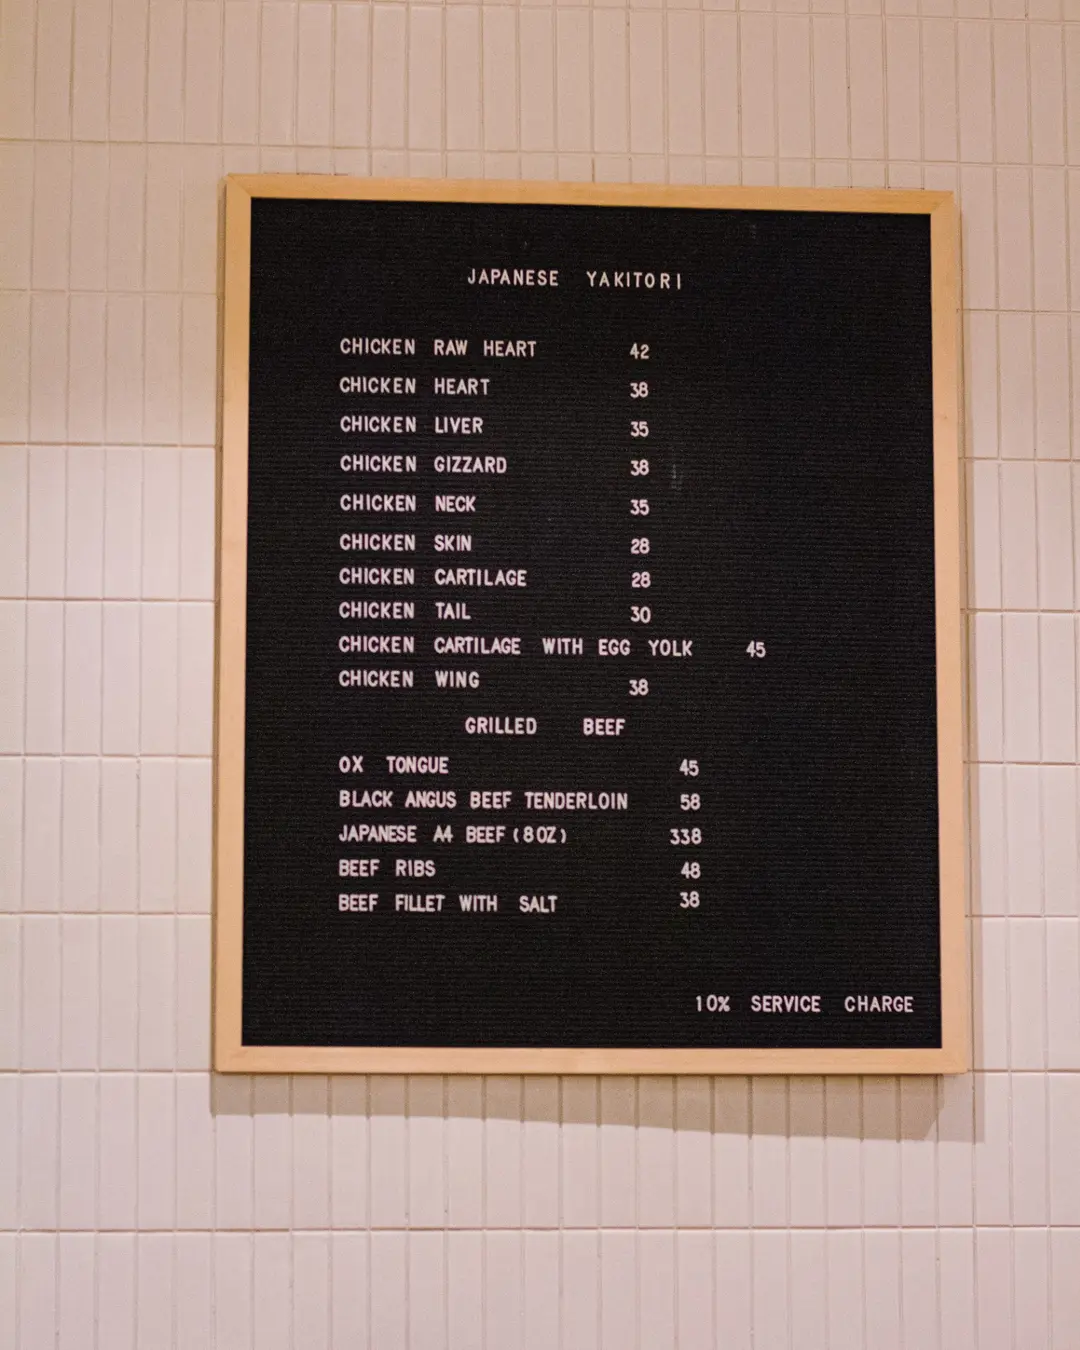 JAPANESE YAKITORI
CHICKEN RAW HEART 42
CHICKEN HEART 38
CHICKEN LIVER 35
CHICKEN GIZZARD 38
CHICKEN NECK 35
CHICKEN SKIN 28
CHICKEN CARTILAGE 28
CHICKEN TAIL 30
CHICKEN CARTILAGE WITH EGG YOLK 45
CHICKEN WING 38
GRILLED BEEF
OX TONGUE 45
BLACK ANGUS BEEF TENDERLOIN 58
JAPANESE A4 BEEF (8OZ) 338
BEEF RIBS 48
BEEF FILLET WITH SALT 38
10% SERVICE CHARGE